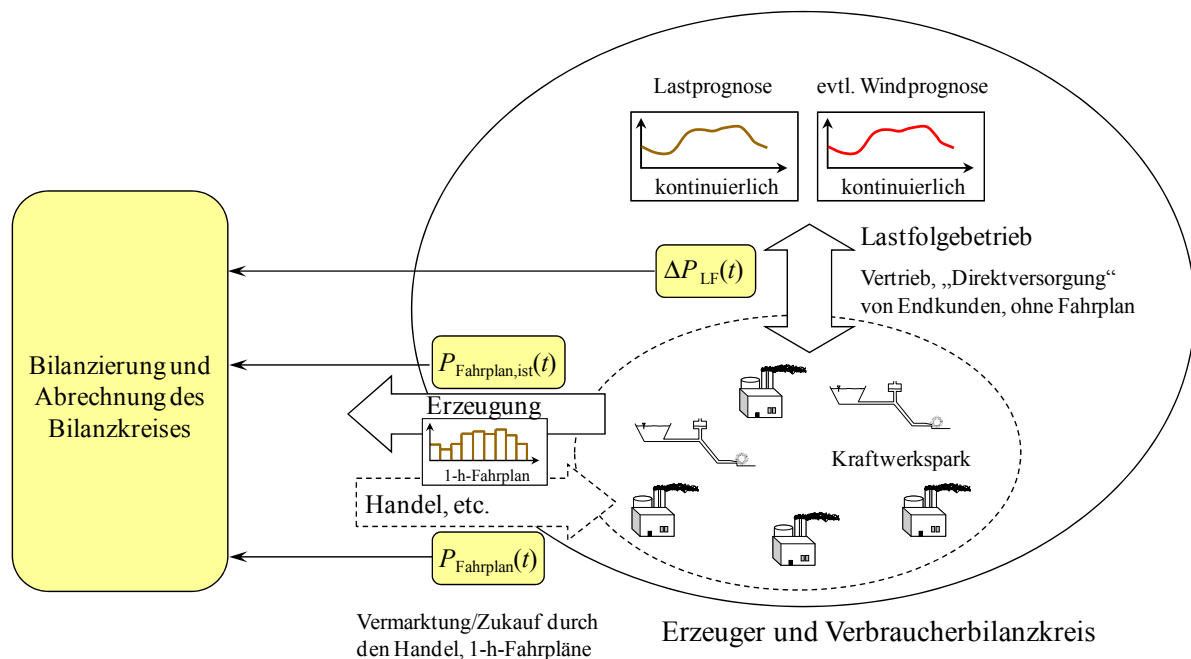 Lastprognose
evtl. Windprognose
kontinuierlich
kontinuierlich
Lastfolgebetrieb
ΔP_LF(t)
Vertrieb, „Direktversorgung“
von Endkunden, ohne Fahrplan
Bilanzierung und
Abrechnung des
Bilanzkreises
P_Fahrplan,ist(t)
Erzeugung
1-h-Fahrplan
Kraftwerkspark
Handel, etc.
P_Fahrplan(t)
Vermarktung/Zukauf durch
den Handel, 1-h-Fahrpläne
Erzeuger und Verbraucherbilanzkreis